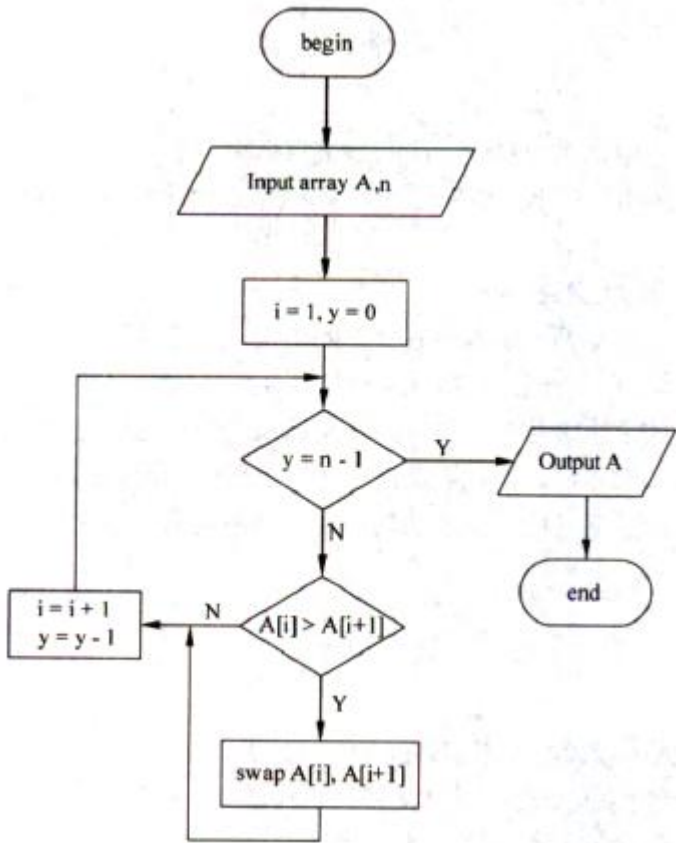 begin
Input array A,n
i = 1, y = 0
y = n - 1
Y
Output A
N
end
A[i] > A[i+1]
N
i = i + 1
y = y - 1
Y
swap A[i], A[i+1]